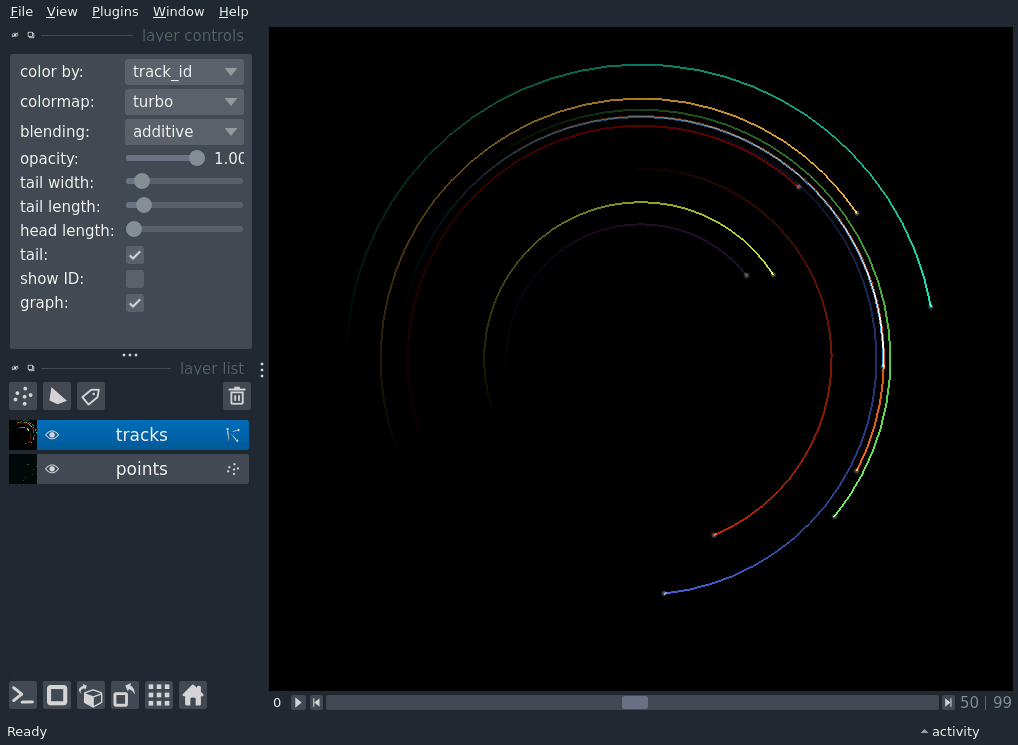 File View Plugins Window Help
layer controls
color by: track_id
colormap: turbo
blending: additive
opacity: 1.00
tail width:
tail length:
head length:
tail:
show ID:
graph:
layer list
tracks
points
0 50 | 99
Ready activity